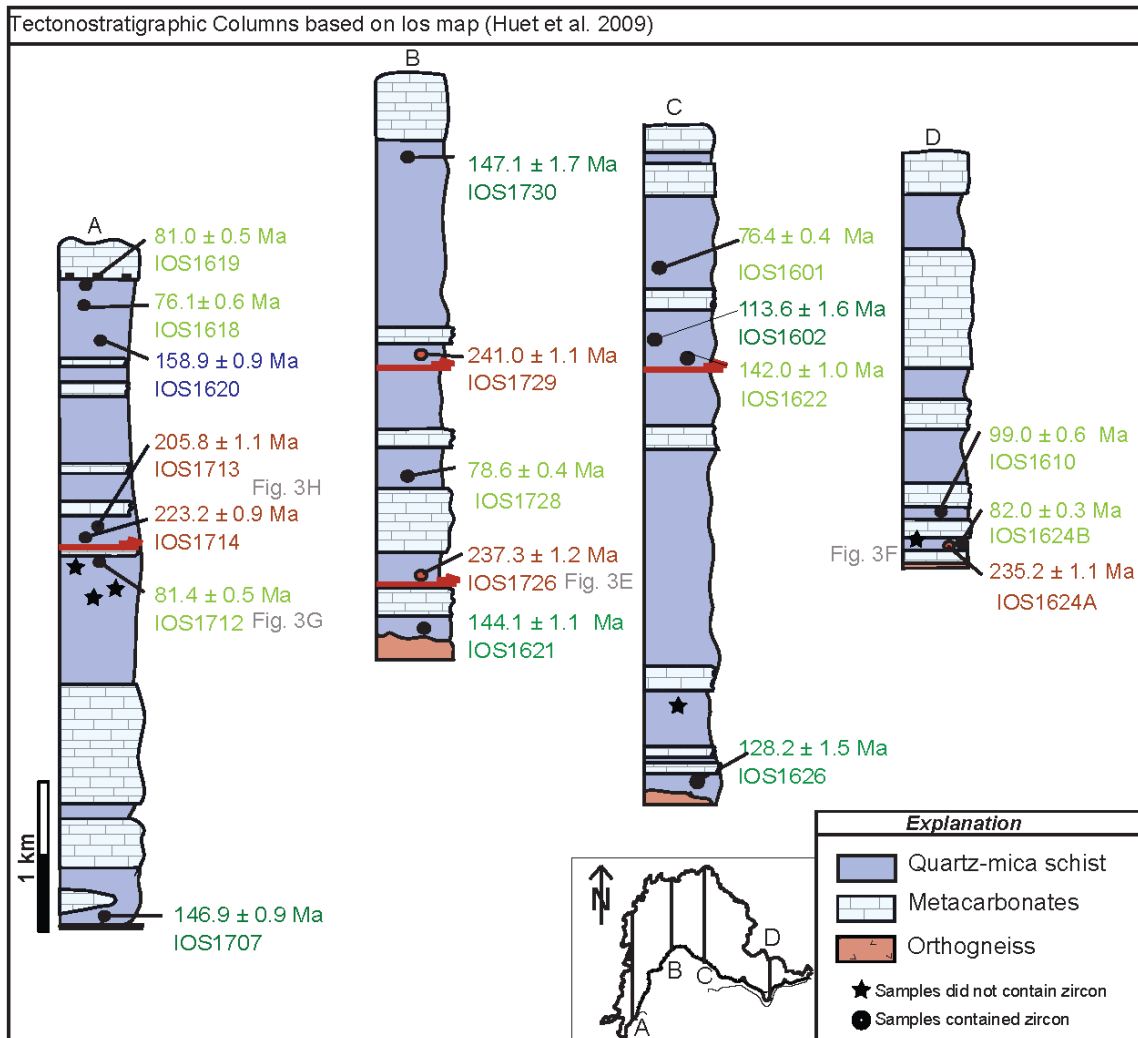 Tectonostratigraphic Columns based on Ios map (Huet et al. 2009)
A
81.0 ± 0.5 Ma
IOS1619
76.1 ± 0.6 Ma
IOS1618
158.9 ± 0.9 Ma
IOS1620
205.8 ± 1.1 Ma
IOS1713
Fig. 3H
223.2 ± 0.9 Ma
IOS1714
81.4 ± 0.5 Ma
IOS1712 Fig. 3G
146.9 ± 0.9 Ma
IOS1707
1 km
B
147.1 ± 1.7 Ma
IOS1730
241.0 ± 1.1 Ma
IOS1729
78.6 ± 0.4 Ma
IOS1728
237.3 ± 1.2 Ma
IOS1726 Fig. 3E
144.1 ± 1.1 Ma
IOS1621
C
76.4 ± 0.4 Ma
IOS1601
113.6 ± 1.6 Ma
IOS1602
142.0 ± 1.0 Ma
IOS1622
128.2 ± 1.5 Ma
IOS1626
D
99.0 ± 0.6 Ma
IOS1610
82.0 ± 0.3 Ma
IOS1624B
Fig. 3F
235.2 ± 1.1 Ma
IOS1624A
N
A
B
C
D
Explanation
Quartz-mica schist
Metacarbonates
Orthogneiss
Samples did not contain zircon
Samples contained zircon